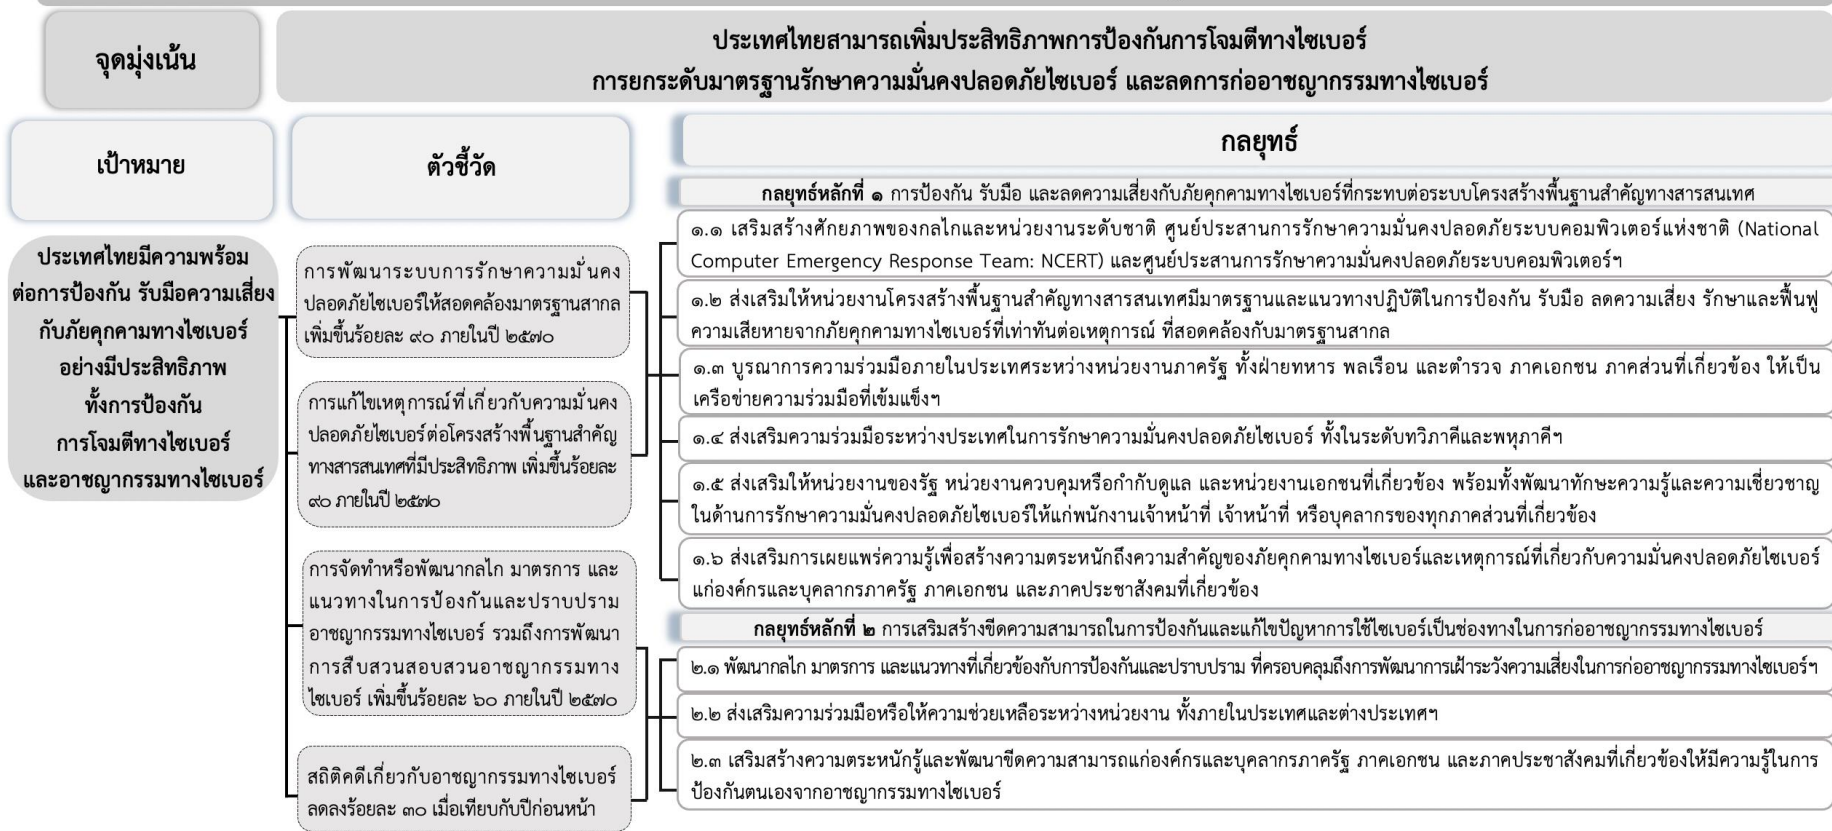 จุดมุ่งเน้น
ประเทศไทยสามารถเพิ่มประสิทธิภาพการป้องกันการโจมตีทางไซเบอร์
การยกระดับมาตรฐานรักษาความมั่นคงปลอดภัยไซเบอร์ และลดการก่ออาชญากรรมทางไซเบอร์
เป้าหมาย
ประเทศไทยมีความพร้อม
ต่อการป้องกัน รับมือความเสี่ยง
กับภัยคุกคามทางไซเบอร์
อย่างมีประสิทธิภาพ
ทั้งการป้องกัน
การโจมตีทางไซเบอร์
และอาชญากรรมทางไซเบอร์
ตัวชี้วัด
การพัฒนาระบบการรักษาความมั่นคง
ปลอดภัยไซเบอร์ให้สอดคล้องมาตรฐานสากล
เพิ่มขึ้นร้อยละ ๙๐ ภายในปี ๒๕๗๐
การแก้ไขเหตุการณ์ที่เกี่ยวกับความมั่นคง
ปลอดภัยไซเบอร์ต่อโครงสร้างพื้นฐานสำคัญ
ทางสารสนเทศที่มีประสิทธิภาพ เพิ่มขึ้นร้อยละ
๙๐ ภายในปี ๒๕๗๐
การจัดทำหรือพัฒนากลไก มาตรการ และ
แนวทางในการป้องกันและปราบปราม
อาชญากรรมทางไซเบอร์ รวมถึงการพัฒนา
การสืบสวนสอบสวนอาชญากรรมทาง
ไซเบอร์ เพิ่มขึ้นร้อยละ ๖๐ ภายในปี ๒๕๗๐
สถิติคดีเกี่ยวกับอาชญากรรมทางไซเบอร์
ลดลงร้อยละ ๓๐ เมื่อเทียบกับปีก่อนหน้า
กลยุทธ์
กลยุทธ์หลักที่ ๑ การป้องกัน รับมือ และลดความเสี่ยงกับภัยคุกคามทางไซเบอร์ที่กระทบต่อระบบโครงสร้างพื้นฐานสำคัญทางสารสนเทศ
๑.๑ เสริมสร้างศักยภาพของกลไกและหน่วยงานระดับชาติ ศูนย์ประสานการรักษาความมั่นคงปลอดภัยระบบคอมพิวเตอร์แห่งชาติ (National
Computer Emergency Response Team: NCERT) และศูนย์ประสานการรักษาความมั่นคงปลอดภัยระบบคอมพิวเตอร์ฯ
๑.๒ ส่งเสริมให้หน่วยงานโครงสร้างพื้นฐานสำคัญทางสารสนเทศมีมาตรฐานและแนวทางปฏิบัติในการป้องกัน รับมือ ลดความเสี่ยง รักษาและฟื้นฟู
ความเสียหายจากภัยคุกคามทางไซเบอร์ที่เท่าทันต่อเหตุการณ์ ที่สอดคล้องกับมาตรฐานสากล
๑.๓ บูรณาการความร่วมมือภายในประเทศระหว่างหน่วยงานภาครัฐ ทั้งฝ่ายทหาร พลเรือน และตำรวจ ภาคเอกชน ภาคส่วนที่เกี่ยวข้อง ให้เป็น
เครือข่ายความร่วมมือที่เข้มแข็งฯ
๑.๔ ส่งเสริมความร่วมมือระหว่างประเทศในการรักษาความมั่นคงปลอดภัยไซเบอร์ ทั้งในระดับทวิภาคีและพหุภาคีฯ
๑.๕ ส่งเสริมให้หน่วยงานของรัฐ หน่วยงานควบคุมหรือกำกับดูแล และหน่วยงานเอกชนที่เกี่ยวข้อง พร้อมทั้งพัฒนาทักษะความรู้และความเชี่ยวชาญ
ในด้านการรักษาความมั่นคงปลอดภัยไซเบอร์ให้แก่พนักงานเจ้าหน้าที่ เจ้าหน้าที่ หรือบุคลากรของทุกภาคส่วนที่เกี่ยวข้อง
๑.๖ ส่งเสริมการเผยแพร่ความรู้เพื่อสร้างความตระหนักถึงความสำคัญของภัยคุกคามทางไซเบอร์และเหตุการณ์ที่เกี่ยวกับความมั่นคงปลอดภัยไซเบอร์
แก่องค์กรและบุคลากรภาครัฐ ภาคเอกชน และภาคประชาสังคมที่เกี่ยวข้อง
กลยุทธ์หลักที่ ๒ การเสริมสร้างขีดความสามารถในการป้องกันและแก้ไขปัญหาการใช้ไซเบอร์เป็นช่องทางในการก่ออาชญากรรมทางไซเบอร์
๒.๑ พัฒนากลไก มาตรการ และแนวทางที่เกี่ยวข้องกับการป้องกันและปราบปราม ที่ครอบคลุมถึงการพัฒนาการเฝ้าระวังความเสี่ยงในการก่ออาชญากรรมทางไซเบอร์ฯ
๒.๒ ส่งเสริมความร่วมมือหรือให้ความช่วยเหลือระหว่างหน่วยงาน ทั้งภายในประเทศและต่างประเทศฯ
๒.๓ เสริมสร้างความตระหนักรู้และพัฒนาขีดความสามารถแก่องค์กรและบุคลากรภาครัฐ ภาคเอกชน และภาคประชาสังคมที่เกี่ยวข้องให้มีความรู้ในการ
ป้องกันตนเองจากอาชญากรรมทางไซเบอร์